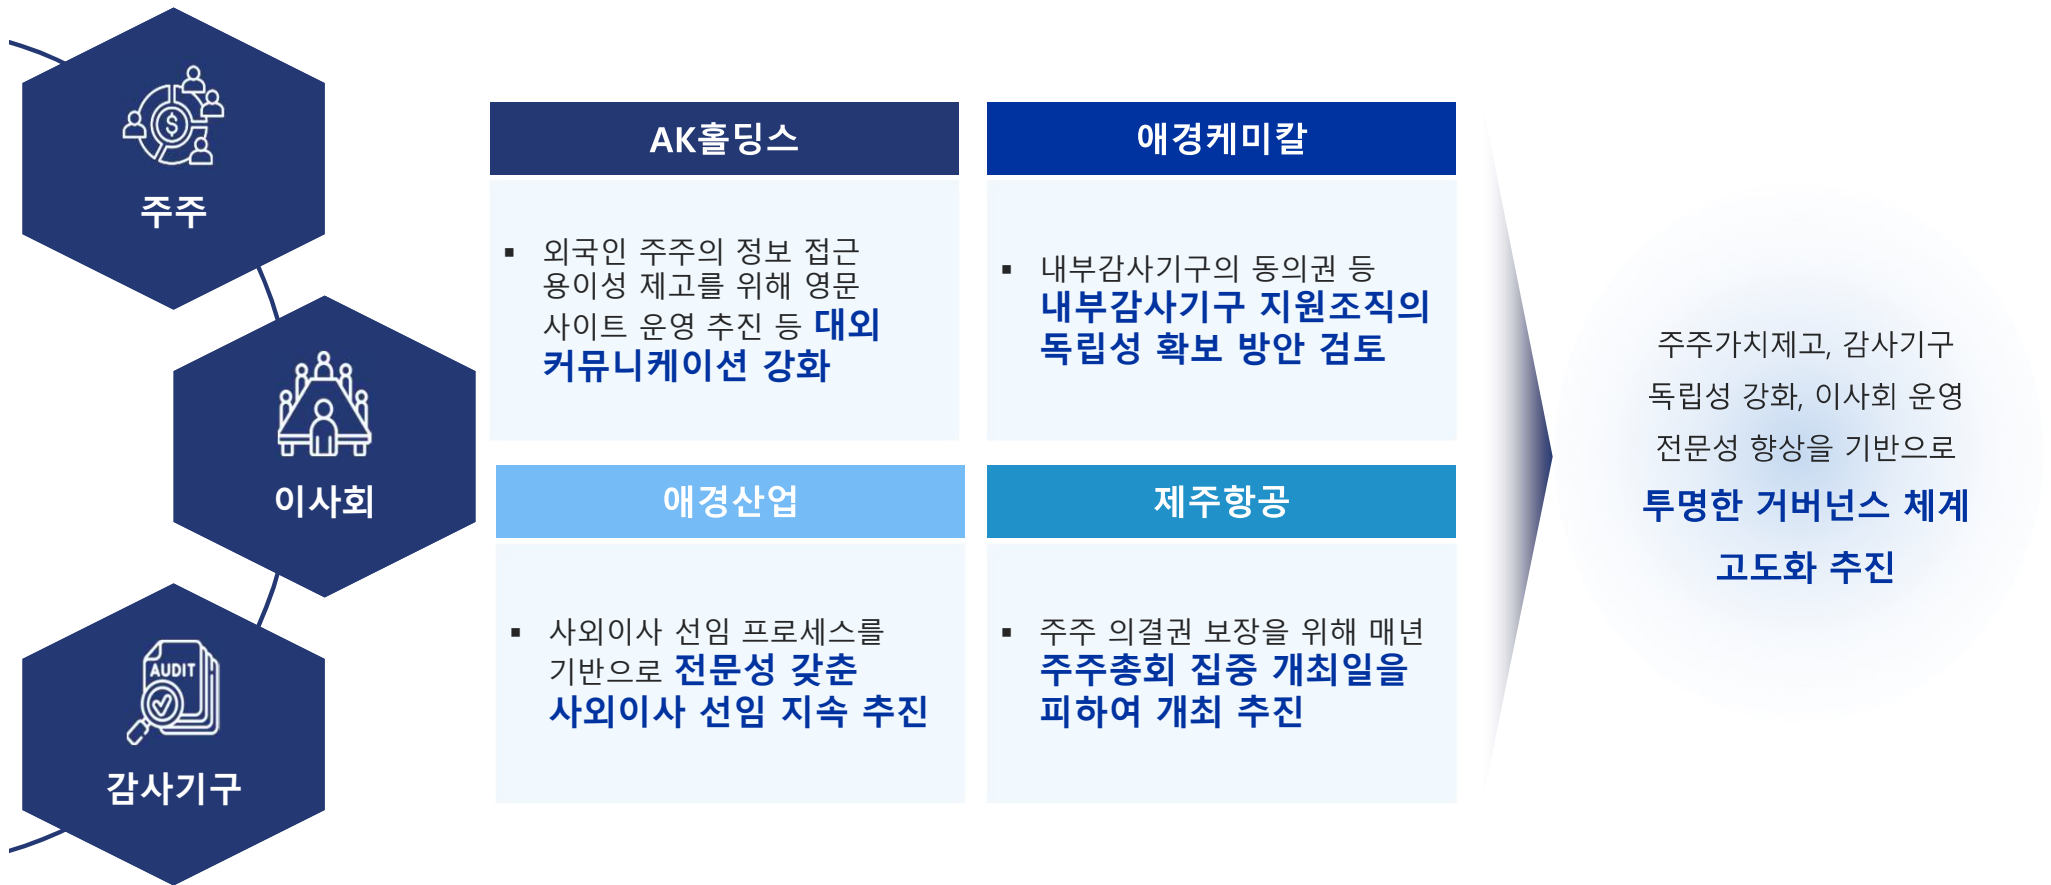 주주
이사회
AUDIT
감사기구
AK홀딩스
▪ 외국인 주주의 정보 접근
용이성 제고를 위해 영문
사이트 운영 추진 등 대외
커뮤니케이션 강화
애경케미칼
▪ 내부감사기구의 동의권 등
내부감사기구 지원조직의
독립성 확보 방안 검토
애경산업
▪ 사외이사 선임 프로세스를
기반으로 전문성 갖춘
사외이사 선임 지속 추진
제주항공
▪ 주주 의결권 보장을 위해 매년
주주총회 집중 개최일을
피하여 개최 추진
주주가치제고, 감사기구
독립성 강화, 이사회 운영
전문성 향상을 기반으로
투명한 거버넌스 체계
고도화 추진